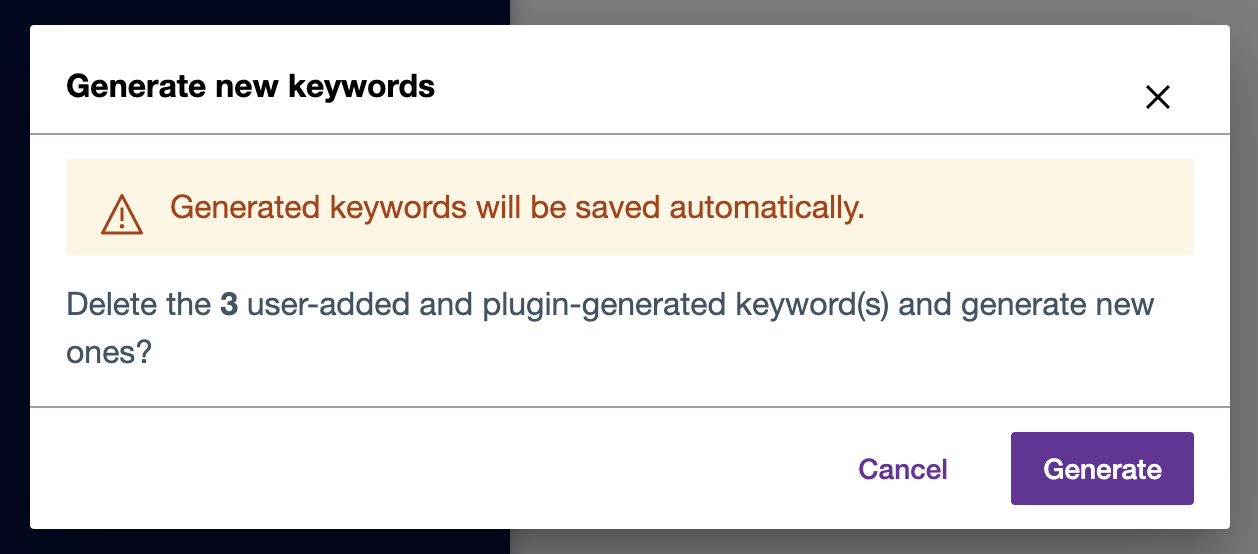 Generate new keywords
Generated keywords will be saved automatically.
Delete the 3 user-added and plugin-generated keyword(s) and generate new
ones?
Cancel
Generate